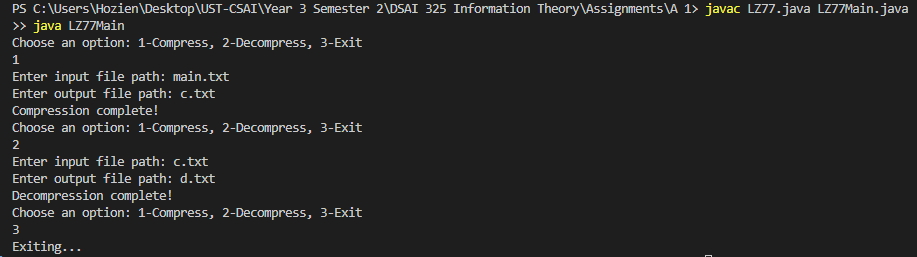 PS C:\Users\Hozien\Desktop\UST-CSAI\Year 3 Semester 2\DSAI 325 Information Theory\Assignments\A 1> javac LZ77.java LZ77Main.java
>> java LZ77Main
Choose an option: 1-Compress, 2-Decompress, 3-Exit
1
Enter input file path: main.txt
Enter output file path: c.txt
Compression complete!
Choose an option: 1-Compress, 2-Decompress, 3-Exit
2
Enter input file path: c.txt
Enter output file path: d.txt
Decompression complete!
Choose an option: 1-Compress, 2-Decompress, 3-Exit
3
Exiting...